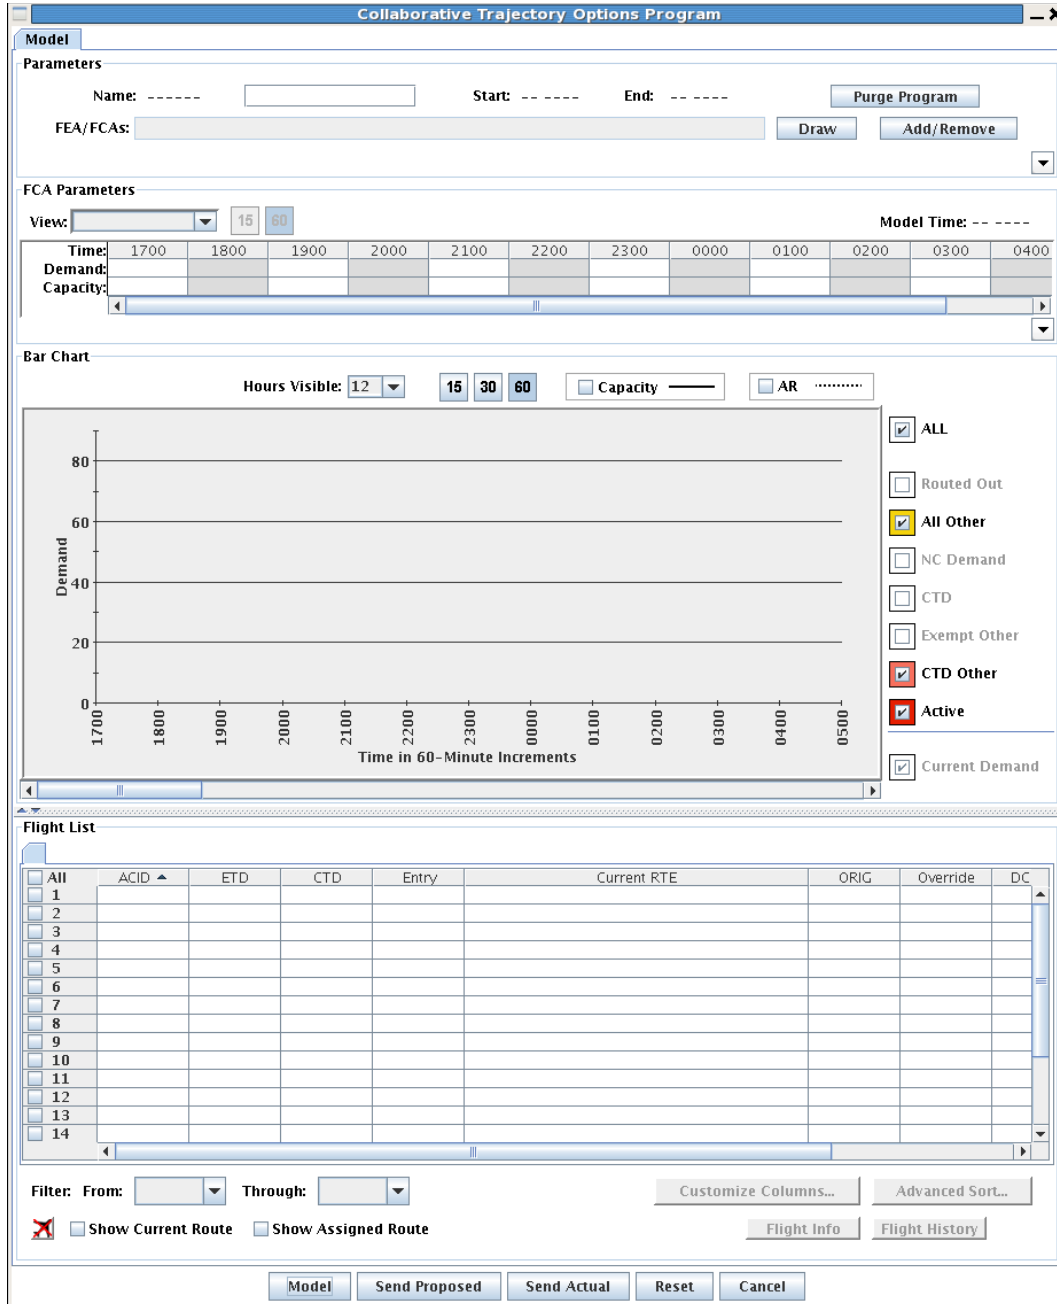 Collaborative Trajectory Options Program
Model
Parameters
Name: ------ Start: -- ---- End: -- ---- Purge Program
FEA/FCAs: Draw Add/Remove
FCA Parameters
View: 15 60 Model Time: -- ----
Time: 1700 1800 1900 2000 2100 2200 2300 0000 0100 0200 0300 0400
Demand:
Capacity:
Bar Chart
Hours Visible: 12 15 30 60 Capacity AR
ALL
Routed Out
All Other
NC Demand
CTD
Exempt Other
CTD Other
Active
Current Demand
Demand
80
60
40
20
0
1700 1800 1900 2000 2100 2200 2300 0000 0100 0200 0300 0400 0500
Time in 60-Minute Increments
Flight List
All ACID ETD CTD Entry Current RTE ORIG Override DC
1
2
3
4
5
6
7
8
9
10
11
12
13
14
Filter: From: Through: Customize Columns... Advanced Sort...
Show Current Route Show Assigned Route Flight Info Flight History
Model Send Proposed Send Actual Reset Cancel